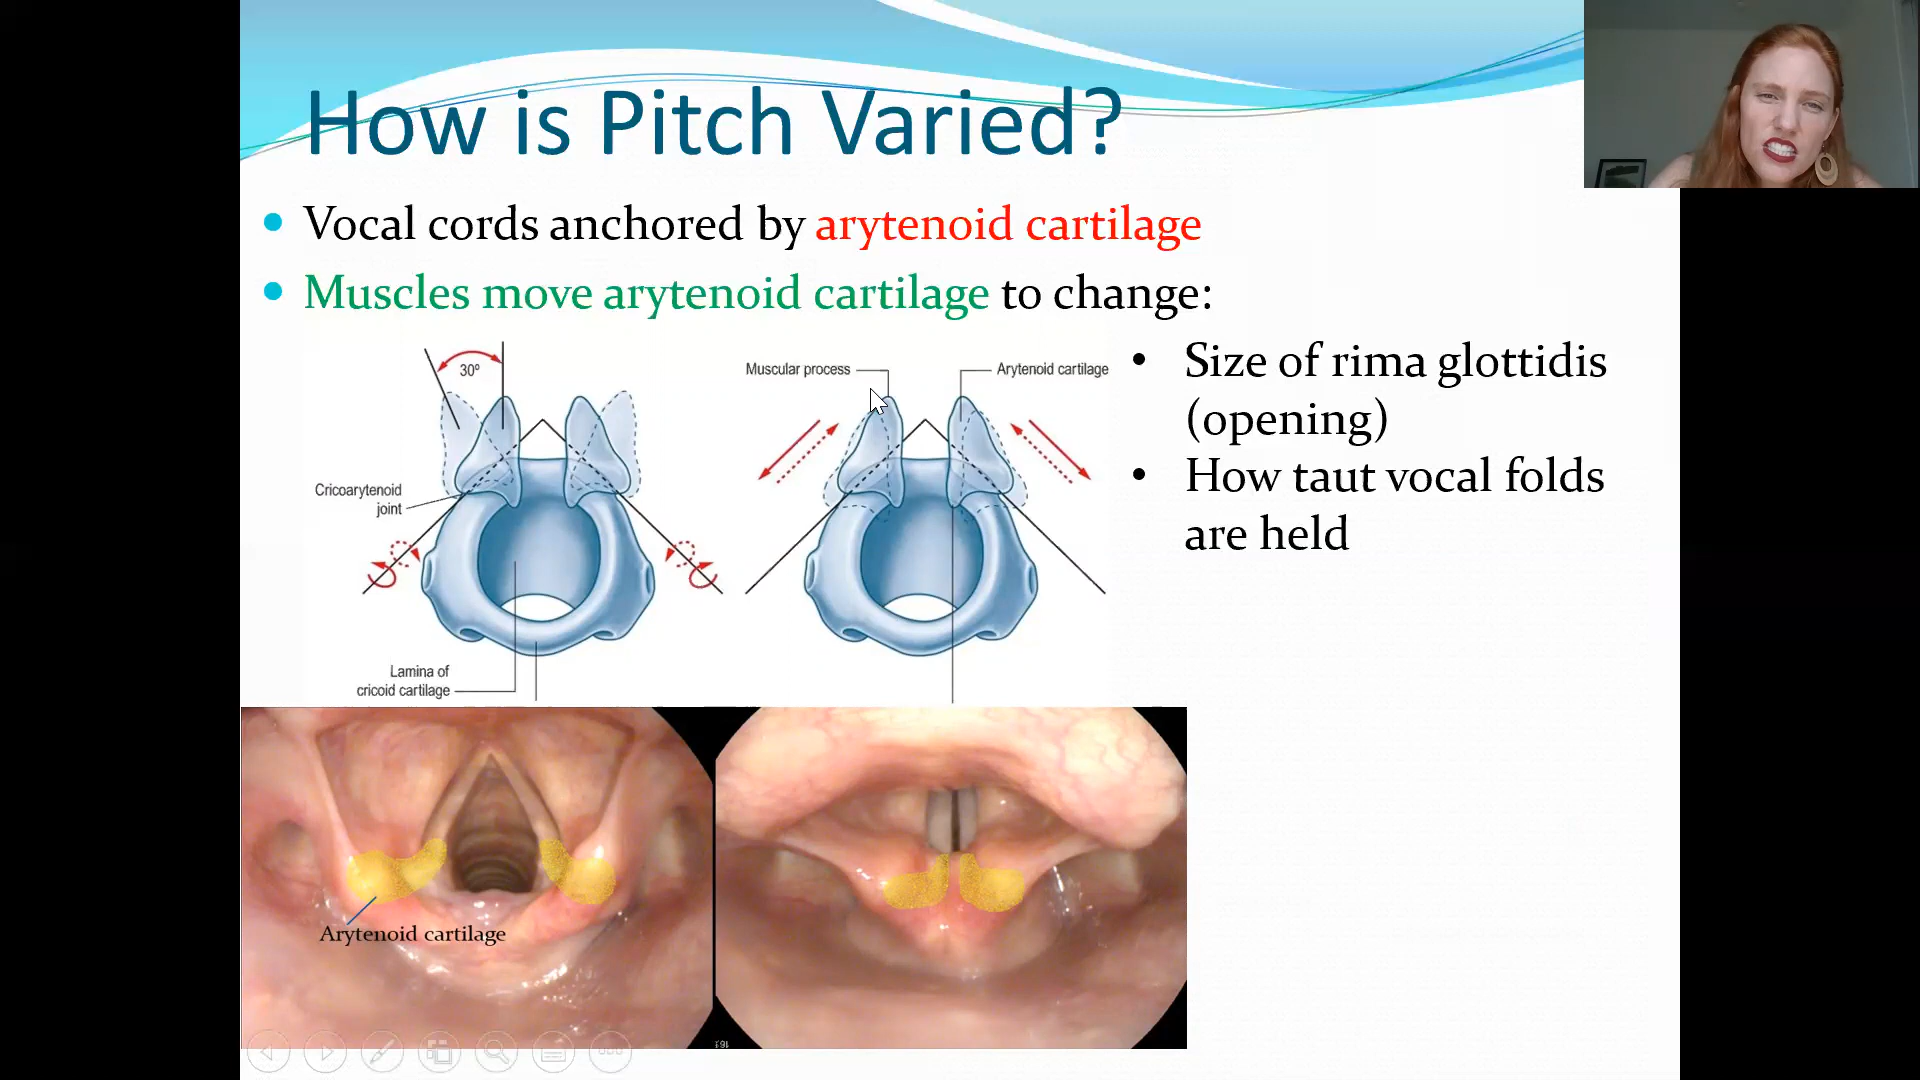 How is Pitch Varied?
• Vocal cords anchored by arytenoid cartilage
• Muscles move arytenoid cartilage to change:
30º
Cricoarytenoid
joint
Lamina of
cricoid cartilage
Muscular process
Arytenoid cartilage
• Size of rima glottidis
(opening)
• How taut vocal folds
are held
Arytenoid cartilage